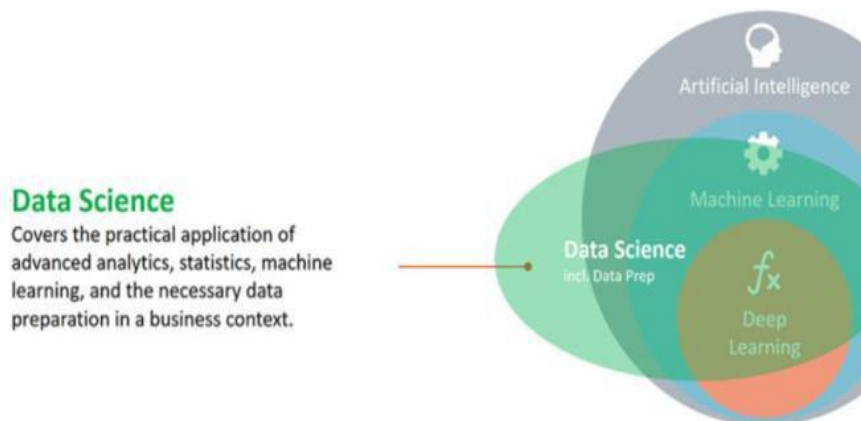 Data Science
Covers the practical application of
advanced analytics, statistics, machine
learning, and the necessary data
preparation in a business context.
Artificial Intelligence
Machine Learning
Data Science
incl. Data Prep
fx
Deep
Learning